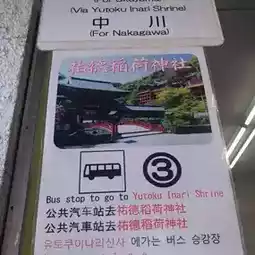 (Via Yutoku Inari Shrine)
中 川
(For Nakagawa)
祐徳稲荷神社
③
Bus stop to go to Yutoku Inari Shrine
公共汽车站去祐德稻荷神社
公共汽車站去祐德稻荷神社
유토쿠이나리신사 에가는 버스 승강장